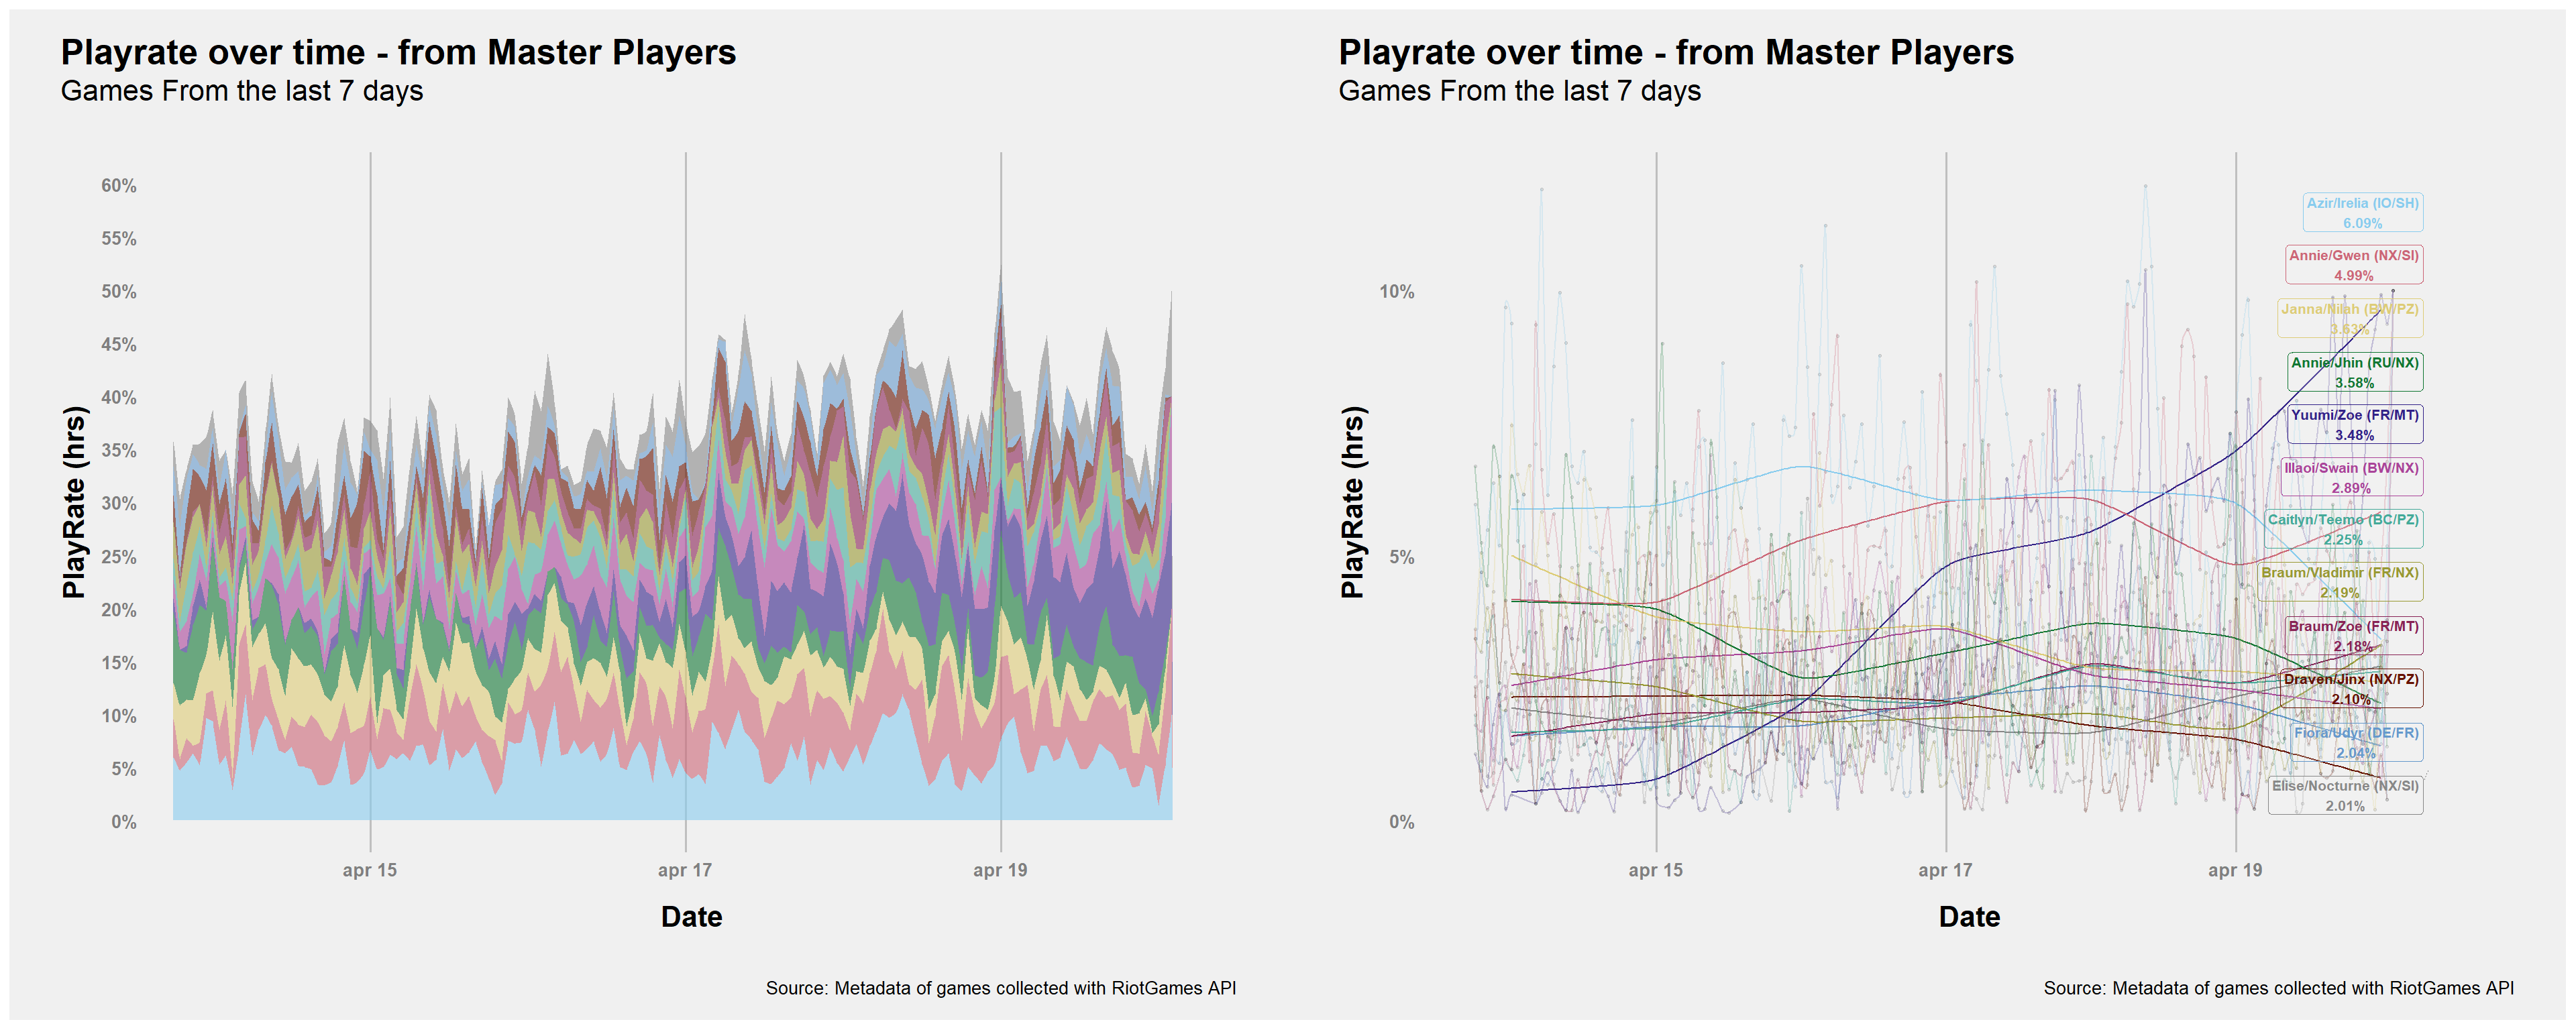 Playrate over time - from Master Players
Games From the last 7 days
PlayRate (hrs)
60%
55%
50%
45%
40%
35%
30%
25%
20%
15%
10%
5%
0%
apr 15
apr 17
apr 19
Date
Source: Metadata of games collected with RiotGames API
Playrate over time - from Master Players
Games From the last 7 days
PlayRate (hrs)
10%
5%
0%
Azir/Irelia (IO/SH)
6.09%
Annie/Gwen (NX/SI)
4.99%
Janna/Nilah (BW/PZ)
3.63%
Annie/Jhin (RU/NX)
3.58%
Yuumi/Zoe (FR/MT)
3.48%
Illaoi/Swain (BW/NX)
2.89%
Caitlyn/Teemo (BC/PZ)
2.25%
Braum/Vladimir (FR/NX)
2.19%
Braum/Zoe (FR/MT)
2.18%
Draven/Jinx (NX/PZ)
2.10%
Fiora/Udyr (DE/FR)
2.04%
Elise/Nocturne (NX/SI)
2.01%
apr 15
apr 17
apr 19
Date
Source: Metadata of games collected with RiotGames API